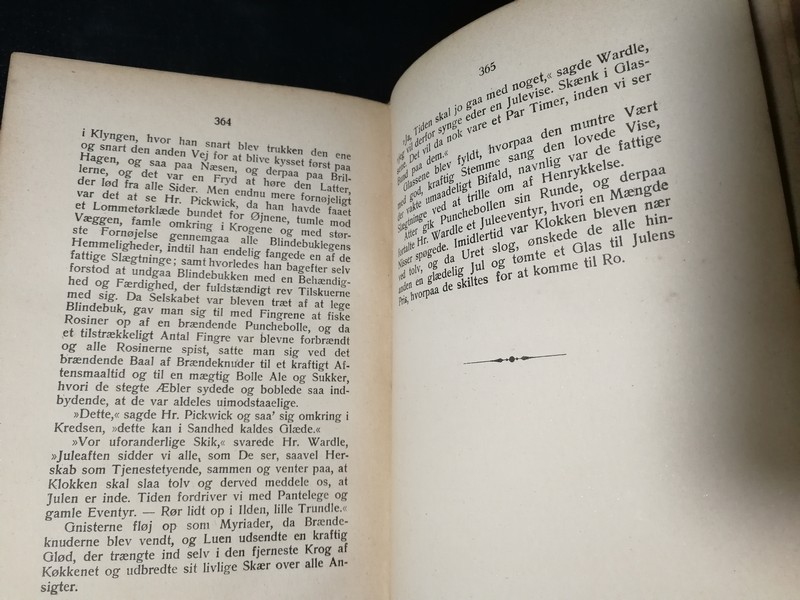 364
i Klyngen, hvor han snart blev trukken den ene
og snart den anden Vej for at blive kysset først paa
Hagen, og saa paa Næsen, og derpaa paa Bril-
lerne, og det var en Fryd at høre den Latter,
der lød fra alle Sider. Men endnu mere fornøjeligt
var det at se Hr. Pickwick, da han havde faaet
et Lommetørklæde bundet for Øjnene, tumle mod
Væggen, famle omkring i Krogene og med stør-
ste Fornøjelse gennemgaa alle Blindebuklegens
Hemmeligheder, indtil han endelig fangede en af de
fattige Slægtninge; samt hvorledes han bagefter selv
forstod at undgaa Blindebukken med en Behændig-
hed og Færdighed, der fuldstændigt rev Tilskuerne
med sig. Da Selskabet var bleven træt af at lege
Blindebuk, gav man sig til med Fingrene at fiske
Rosiner op af en brændende Punchebolle, og da
et tilstrækkeligt Antal Fingre var blevne forbrændt
og alle Rosinerne spist, satte man sig ved det
brændende Baal af Brændeknuder til et kraftigt Af-
tensmaaltid og til en mægtig Bolle Ale og Sukker,
hvori de stegte Æbler sydede og boblede saa ind-
bydende, at de var aldeles uimodstaaelige.
»Dette,« sagde Hr. Pickwick og saa' sig omkring i
Kredsen, »dette kan i Sandhed kaldes Glæde.«
»Vor uforanderlige Skik,« svarede Hr. Wardle,
»Juleaften sidder vi alle, som De ser, saavel Her-
skab som Tjenestetyende, sammen og venter paa, at
Klokken skal slaa tolv og derved meddele os, at
Julen er inde. Tiden fordriver vi med Pantelege og
gamle Eventyr. — Rør lidt op i Ilden, lille Trundle.«
Gnisterne fløj op som Myriader, da Brænde-
knuderne blev vendt, og Luen udsendte en kraftig
Glød, der trængte ind selv i den fjerneste Krog af
Køkkenet og udbredte sit livlige Skær over alle An-
sigter.
365
»Ja, Tiden skal jo gaa med noget,« sagde Wardle,
»jeg vil derfor synge eder en Julevise. Skænk i Glas-
sene. Det vil da nok vare et Par Timer, inden vi ser
Bund paa dem.«
Glassene blev fyldt, hvorpaa den muntre Vært
med god, kraftig Stemme sang den lovede Vise,
der vakte umaadeligt Bifald, navnlig var de fattige
Slægtninge ved at trille om af Henrykkelse.
Atter gik Punchebollen sin Runde, og derpaa
fortalte Hr. Wardle et Juleeventyr, hvori en Mængde
Nisser spøgede. Imidlertid var Klokken bleven nær
ved tolv, og da Uret slog, ønskede de alle hin-
anden en glædelig Jul og tømte et Glas til Julens
Pris, hvorpaa de skiltes for at komme til Ro.